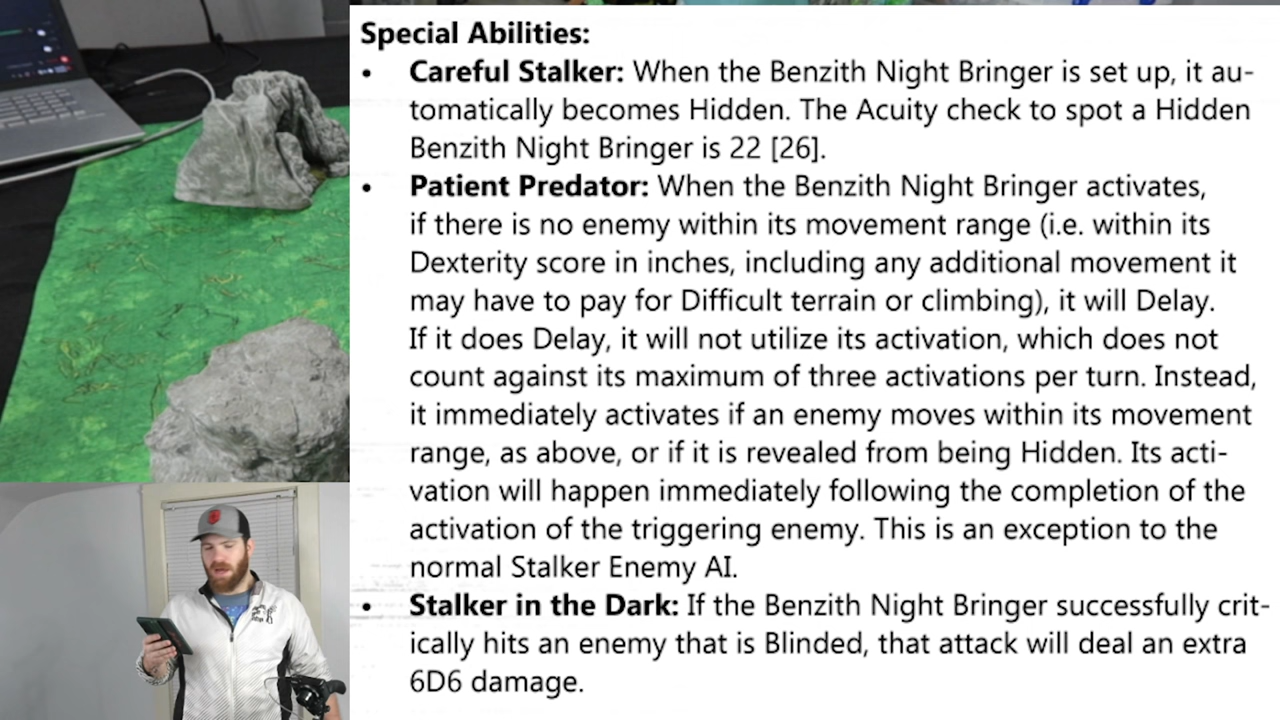 Special Abilities:
• Careful Stalker: When the Benzith Night Bringer is set up, it au-
tomatically becomes Hidden. The Acuity check to spot a Hidden
Benzith Night Bringer is 22 [26].
• Patient Predator: When the Benzith Night Bringer activates,
if there is no enemy within its movement range (i.e. within its
Dexterity score in inches, including any additional movement it
may have to pay for Difficult terrain or climbing), it will Delay.
If it does Delay, it will not utilize its activation, which does not
count against its maximum of three activations per turn. Instead,
it immediately activates if an enemy moves within its movement
range, as above, or if it is revealed from being Hidden. Its acti-
vation will happen immediately following the completion of the
activation of the triggering enemy. This is an exception to the
normal Stalker Enemy AI.
• Stalker in the Dark: If the Benzith Night Bringer successfully crit-
ically hits an enemy that is Blinded, that attack will deal an extra
6D6 damage.